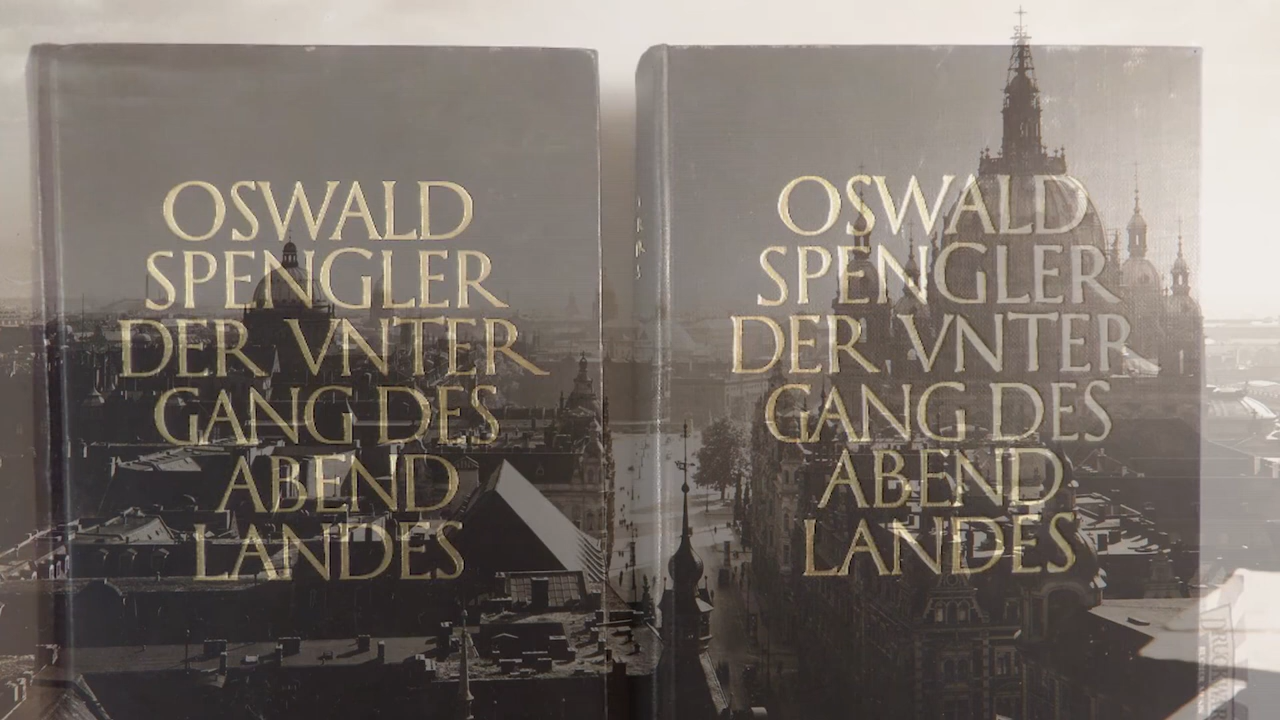 OSWALD
SPENGLER
DER VNTER
GANG DES
ABEND
LANDES
OSWALD
SPENGLER
DER VNTER
GANG DES
ABEND
LANDES